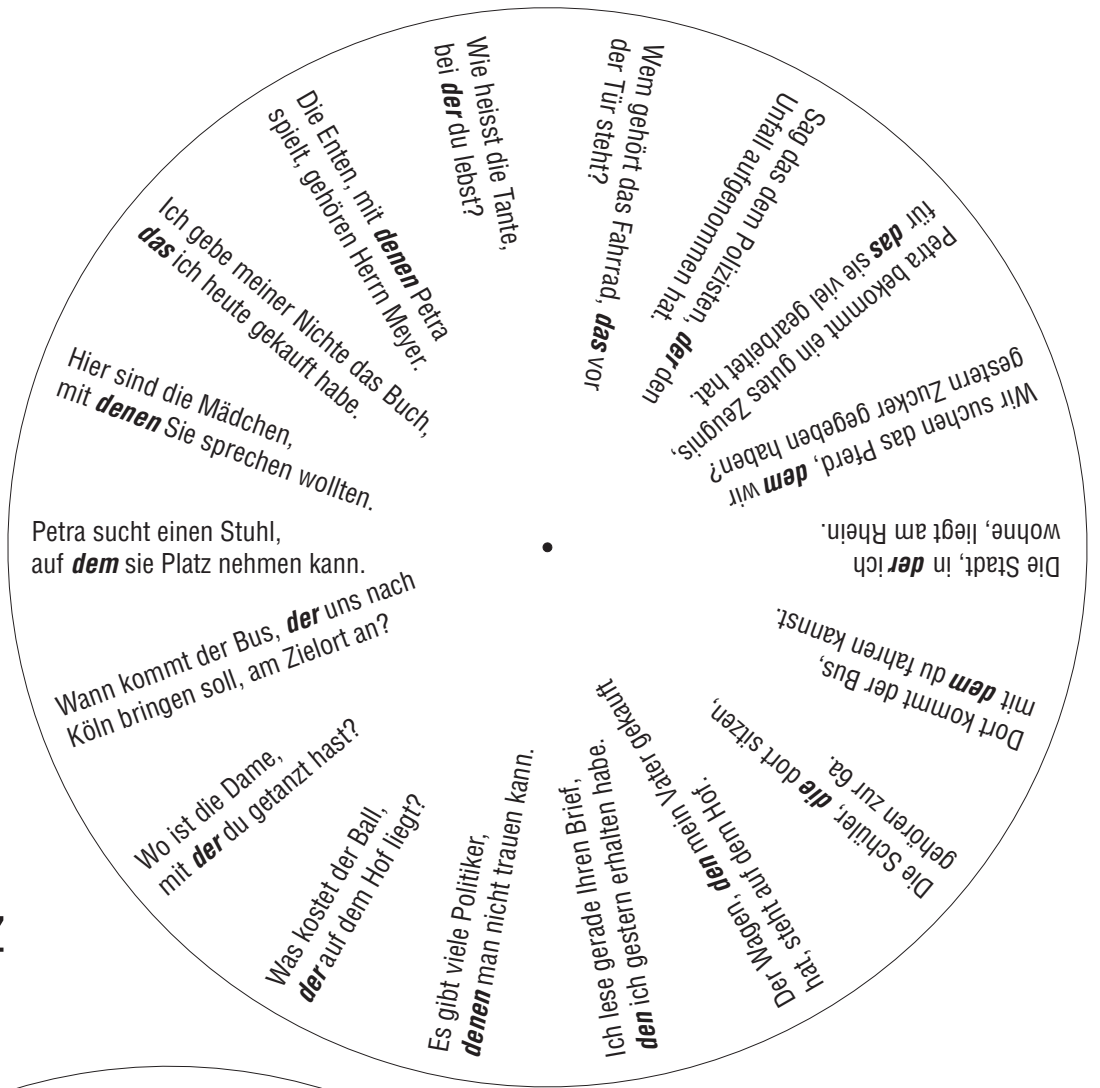 Petra sucht einen Stuhl,
auf dem sie Platz nehmen kann.
Hier sind die Mädchen,
mit denen Sie sprechen wollten.
Ich gebe meiner Nichte das Buch,
das ich heute gekauft habe.
Die Enten, mit denen Petra
spielt, gehören Herrn Meyer.
Wie heisst die Tante,
bei der du lebst?
Wem gehört das Fahrrad, das vor
der Tür steht?
Sag das dem Polizisten, der den
Unfall aufgenommen hat.
Petra bekommt ein gutes Zeugnis,
für das sie viel gearbeitet hat.
Wir suchen das Pferd, dem wir
gestern Zucker gegeben haben?
Die Stadt, in der ich
wohne, liegt am Rhein.
Dort kommt der Bus,
mit dem du fahren kannst.
Die Schüler, die dort sitzen,
gehören zur 6a.
Der Wagen, den mein Vater gekauft
hat, steht auf dem Hof.
Ich lese gerade Ihren Brief,
den ich gestern erhalten habe.
Es gibt viele Politiker,
denen man nicht trauen kann.
Was kostet der Ball,
der auf dem Hof liegt?
Wo ist die Dame,
mit der du getanzt hast?
Wann kommt der Bus, der uns nach
Köln bringen soll, am Zielort an?